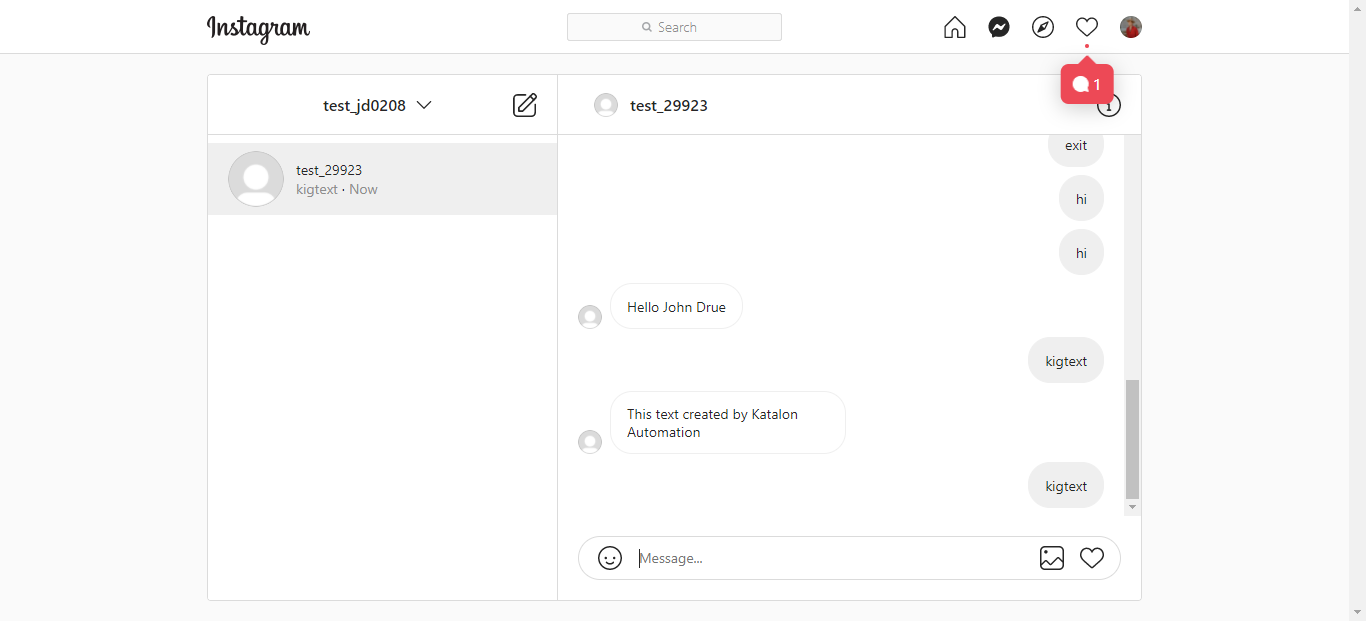 Instagram
Search
1
test_jd0208
test_29923
test_29923
kigtext · Now
exit
hi
hi
Hello John Drue
kigtext
This text created by Katalon
Automation
kigtext
Message...